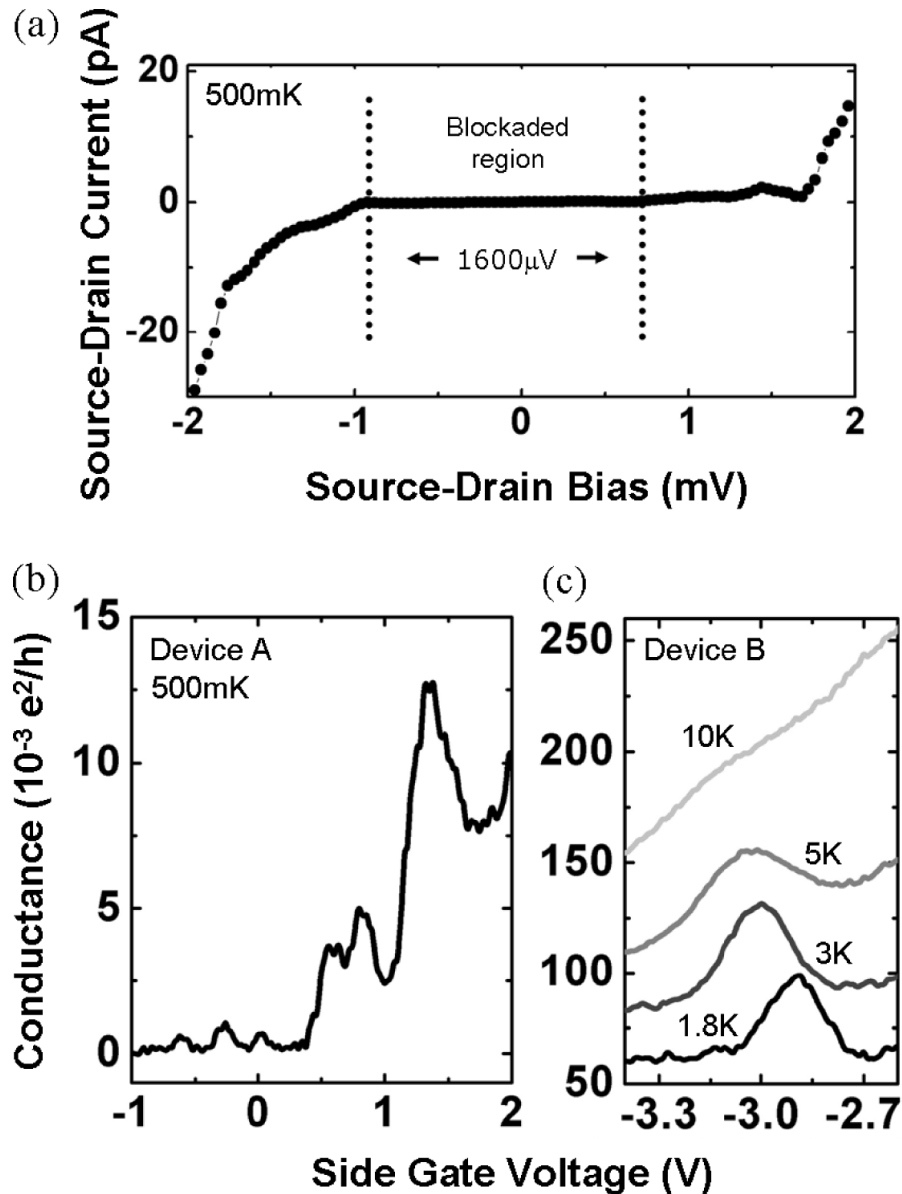 (a)
Source-Drain Current (pA)
20
0
-20
500mK
Blockaded
region
1600μV
-2 -1 0 1 2
Source-Drain Bias (mV)
(b)
Conductance (10⁻³ e²/h)
15
10
5
0
Device A
500mK
-1 0 1 2
(c)
250
200
150
100
50
Device B
10K
5K
3K
1.8K
-3.3 -3.0 -2.7
Side Gate Voltage (V)